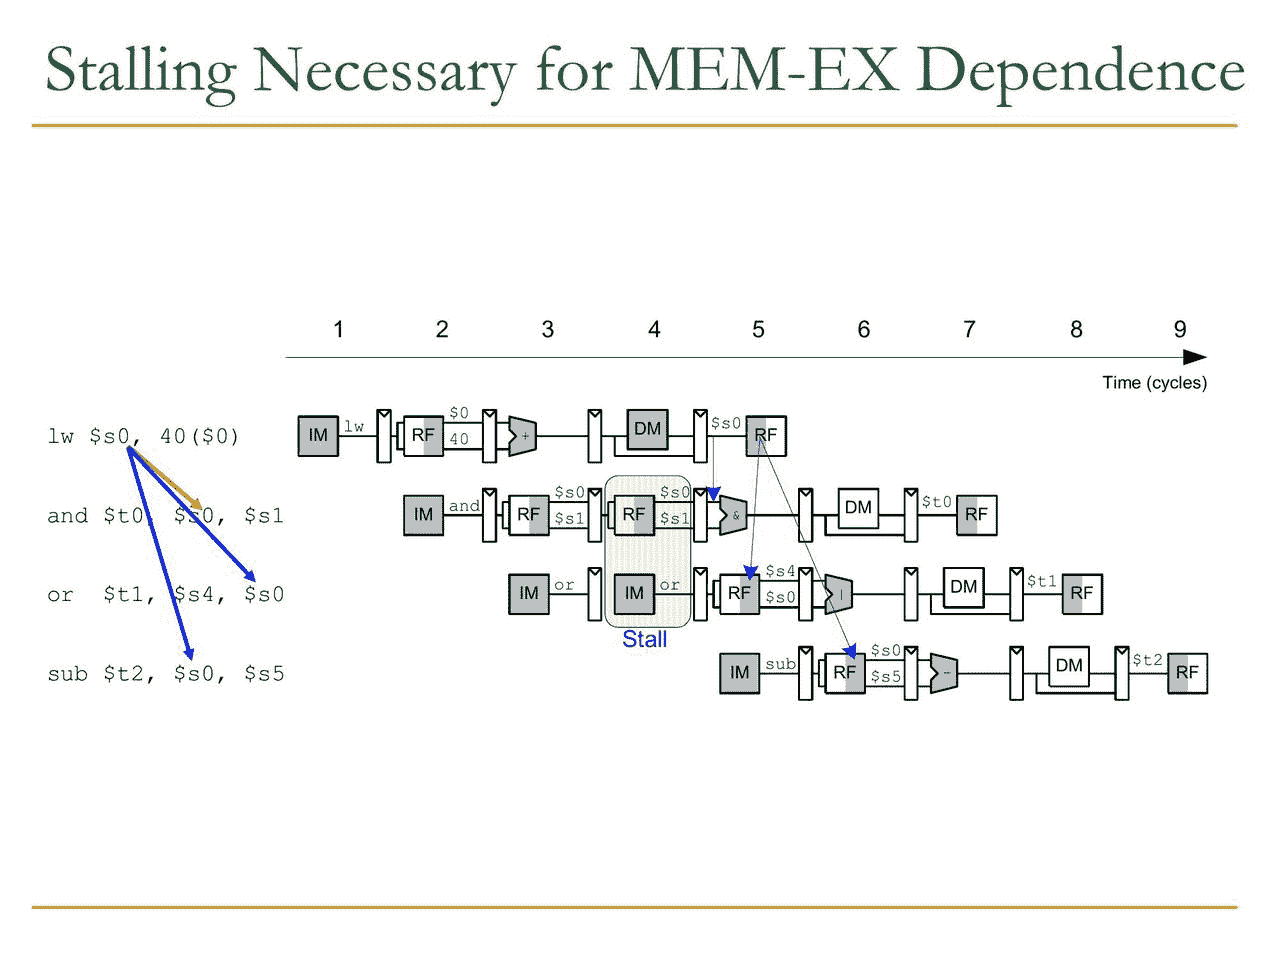 Stalling Necessary for MEM-EX Dependence
1 2 3 4 5 6 7 8 9
Time (cycles)
lw $s0, 40($0)
IM lw RF $0 40 + DM $s0 RF
and $t0, $s0, $s1
IM and RF $s0 $s1 RF $s0 $s1 & DM $t0 RF
or $t1, $s4, $s0
IM or IM or RF $s4 $s0 | DM $t1 RF
Stall
sub $t2, $s0, $s5
IM sub RF $s0 $s5 - DM $t2 RF